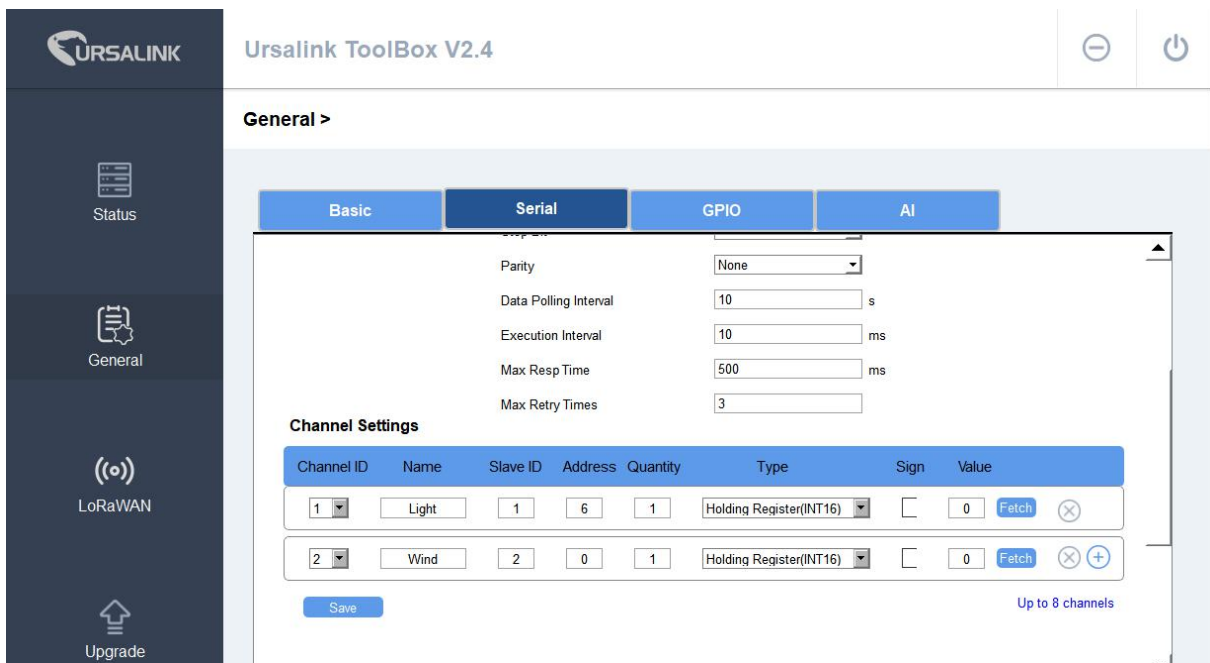 URSALINK
Ursalink ToolBox V2.4
General >
Status
General
LoRaWAN
Upgrade
Basic Serial GPIO AI
Parity None
Data Polling Interval 10 s
Execution Interval 10 ms
Max Resp Time 500 ms
Max Retry Times 3
Channel Settings
Channel ID Name Slave ID Address Quantity Type Sign Value
1 Light 1 6 1 Holding Register(INT16) 0 Fetch
2 Wind 2 0 1 Holding Register(INT16) 0 Fetch
Save Up to 8 channels